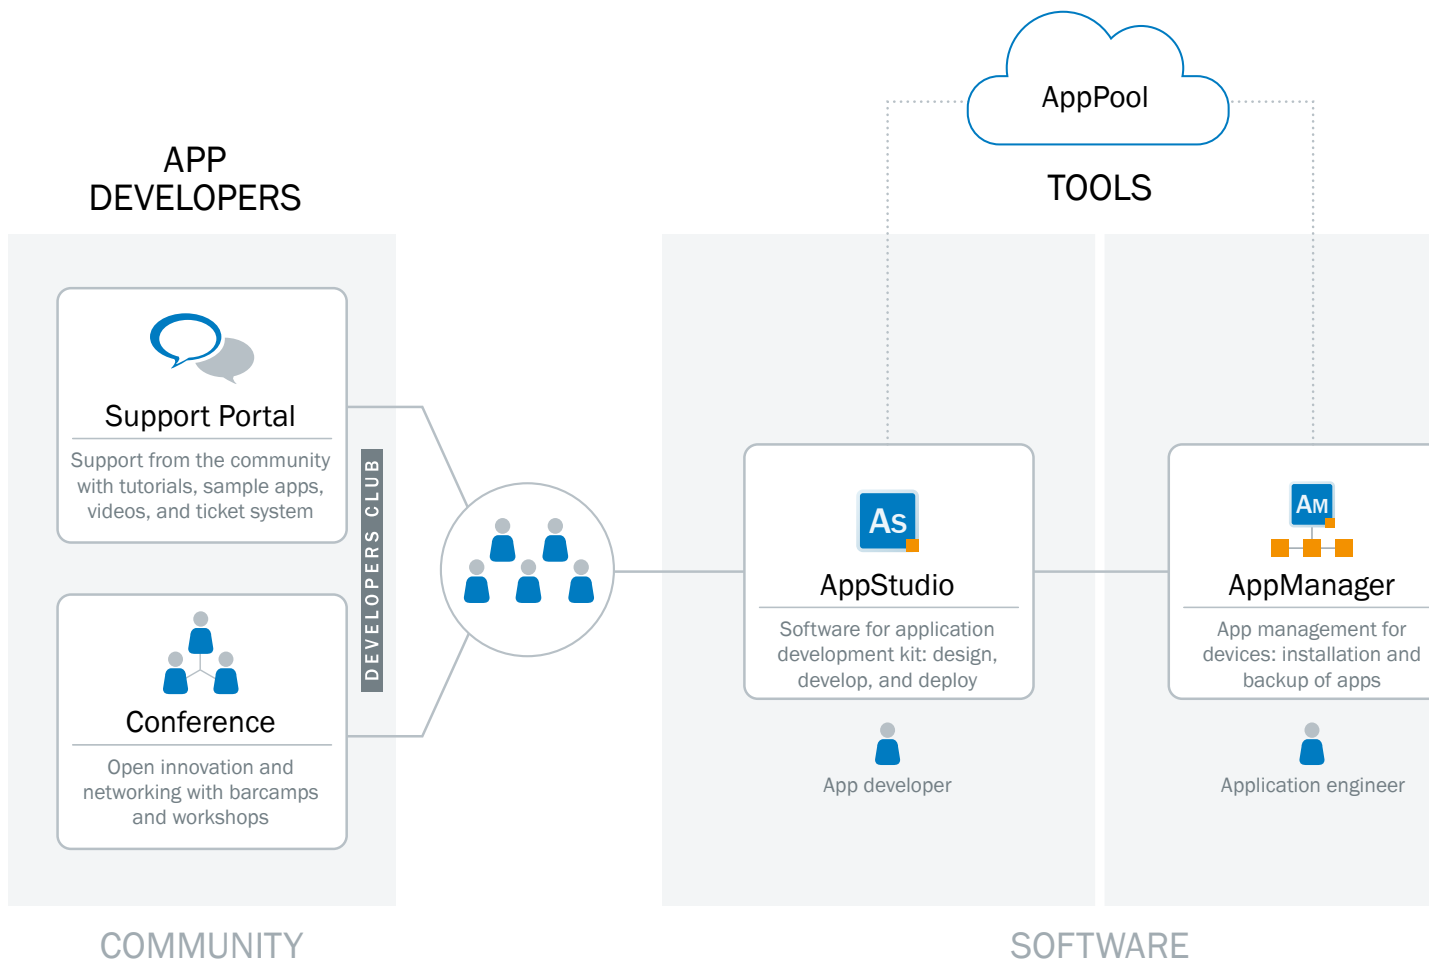 AppPool
APP
DEVELOPERS
TOOLS
Support Portal
Support from the community
with tutorials, sample apps,
videos, and ticket system
DEVELOPERS CLUB
Conference
Open innovation and
networking with barcamps
and workshops
As
AppStudio
Software for application
development kit: design,
develop, and deploy
App developer
AM
AppManager
App management for
devices: installation and
backup of apps
Application engineer
COMMUNITY
SOFTWARE